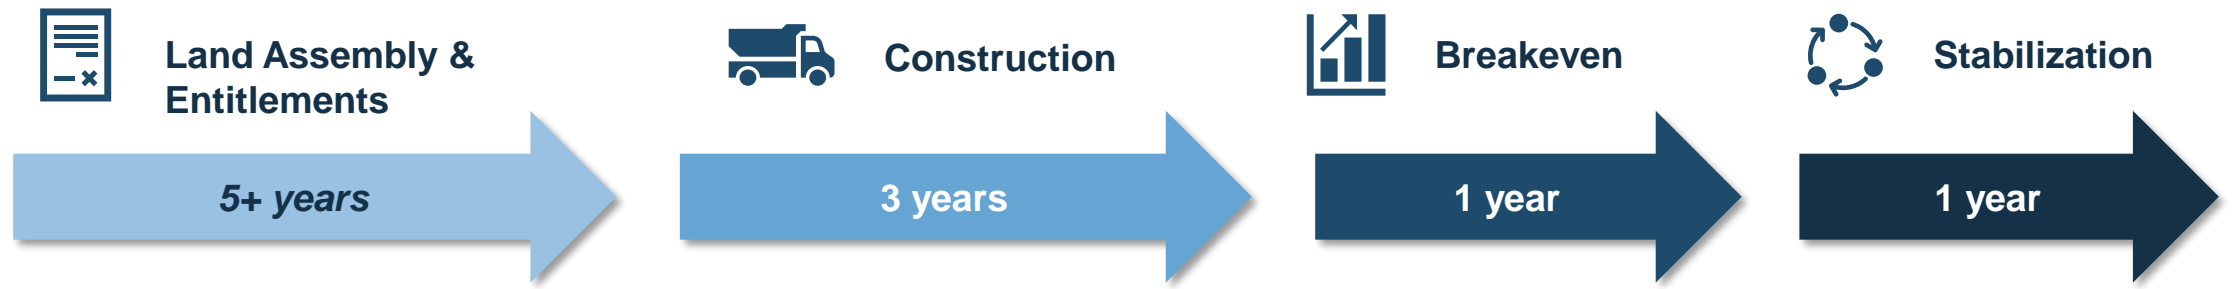 Land Assembly &
Entitlements
Construction
Breakeven
Stabilization
5+ years
3 years
1 year
1 year